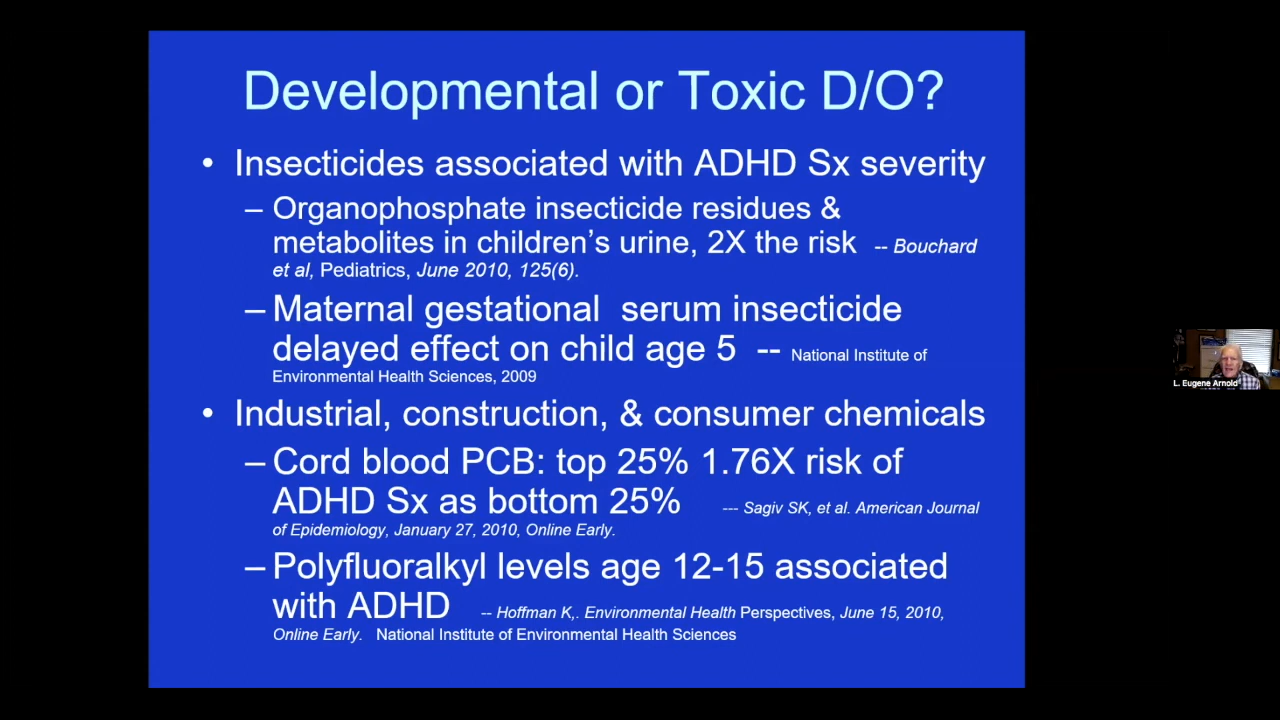 Developmental or Toxic D/O?
• Insecticides associated with ADHD Sx severity
– Organophosphate insecticide residues &
metabolites in children's urine, 2X the risk -- Bouchard
et al, Pediatrics, June 2010, 125(6).
– Maternal gestational serum insecticide
delayed effect on child age 5 -- National Institute of
Environmental Health Sciences, 2009
• Industrial, construction, & consumer chemicals
– Cord blood PCB: top 25% 1.76X risk of
ADHD Sx as bottom 25% --- Sagiv SK, et al. American Journal
of Epidemiology, January 27, 2010, Online Early.
– Polyfluoralkyl levels age 12-15 associated
with ADHD -- Hoffman K,. Environmental Health Perspectives, June 15, 2010,
Online Early. National Institute of Environmental Health Sciences
L. Eugene Arnold